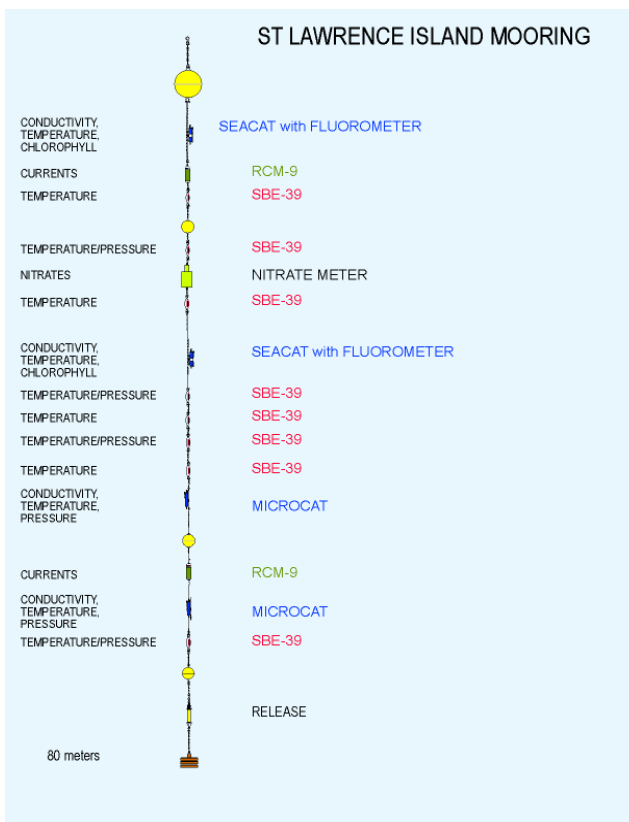 ST LAWRENCE ISLAND MOORING
CONDUCTIVITY,
TEMPERATURE,
CHLOROPHYLL
SEACAT with FLUOROMETER
CURRENTS
RCM-9
TEMPERATURE
SBE-39
TEMPERATURE/PRESSURE
SBE-39
NITRATES
NITRATE METER
TEMPERATURE
SBE-39
CONDUCTIVITY,
TEMPERATURE,
CHLOROPHYLL
SEACAT with FLUOROMETER
TEMPERATURE/PRESSURE
SBE-39
TEMPERATURE
SBE-39
TEMPERATURE/PRESSURE
SBE-39
TEMPERATURE
SBE-39
CONDUCTIVITY,
TEMPERATURE,
PRESSURE
MICROCAT
CURRENTS
RCM-9
CONDUCTIVITY,
TEMPERATURE,
PRESSURE
MICROCAT
TEMPERATURE/PRESSURE
SBE-39
RELEASE
80 meters